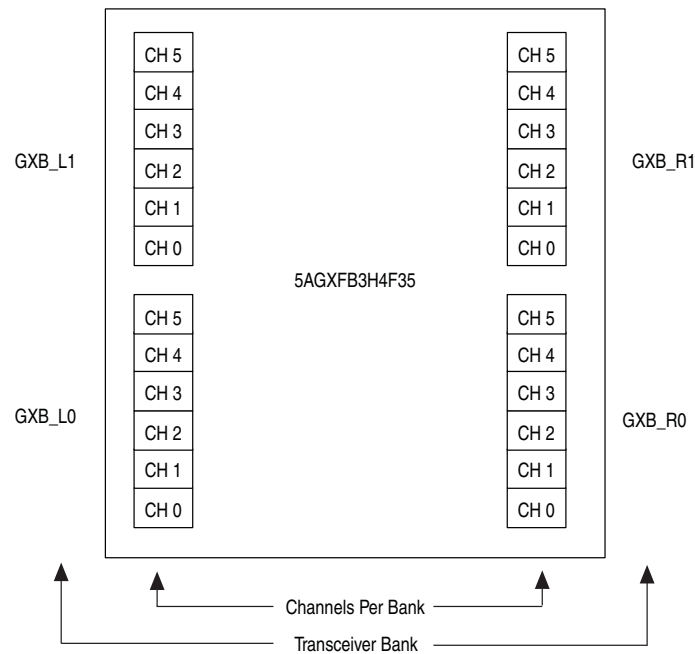 CH 5 CH 5
CH 4 CH 4
CH 3 CH 3
GXB_L1 CH 2 CH 2 GXB_R1
CH 1 CH 1
CH 0 CH 0
5AGXFB3H4F35
CH 5 CH 5
CH 4 CH 4
CH 3 CH 3
GXB_L0 CH 2 CH 2 GXB_R0
CH 1 CH 1
CH 0 CH 0
Channels Per Bank
Transceiver Bank